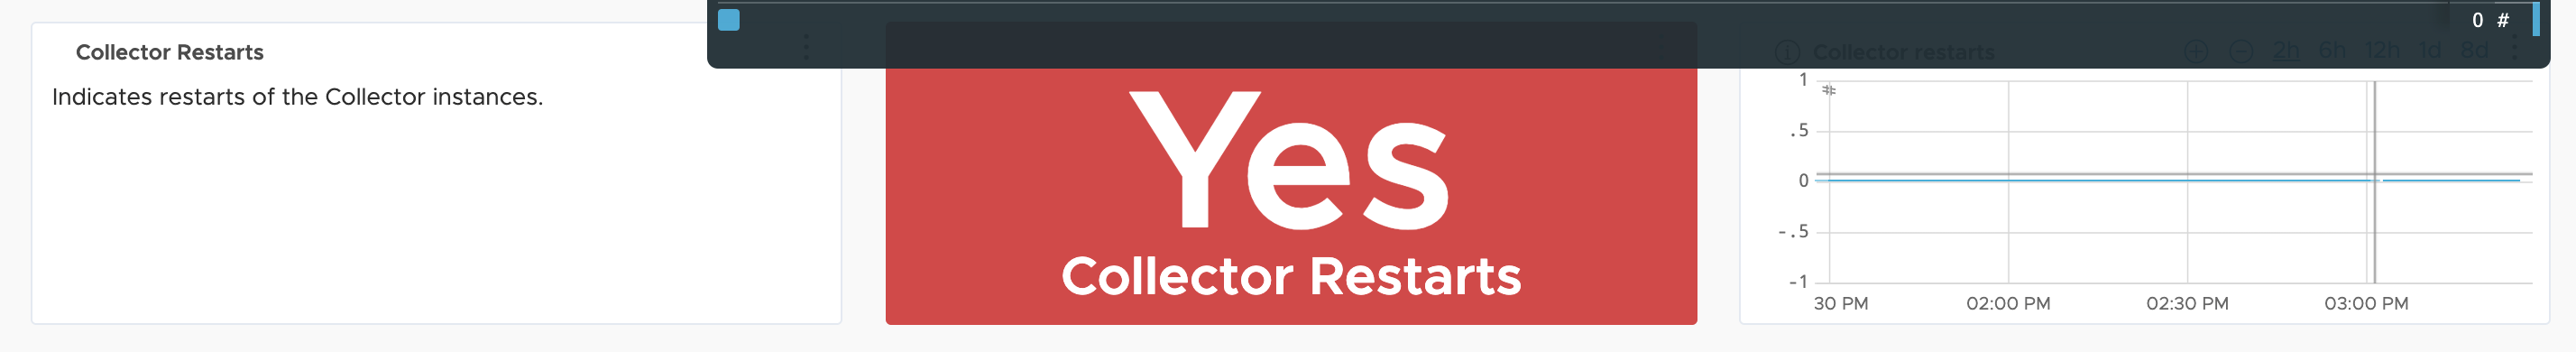 0 #
Collector Restarts
Indicates restarts of the Collector instances.
Yes
Collector Restarts
Collector restarts
2h 6h 12h 1d 8d
1
#
.5
0
-.5
-1
30 PM 02:00 PM 02:30 PM 03:00 PM